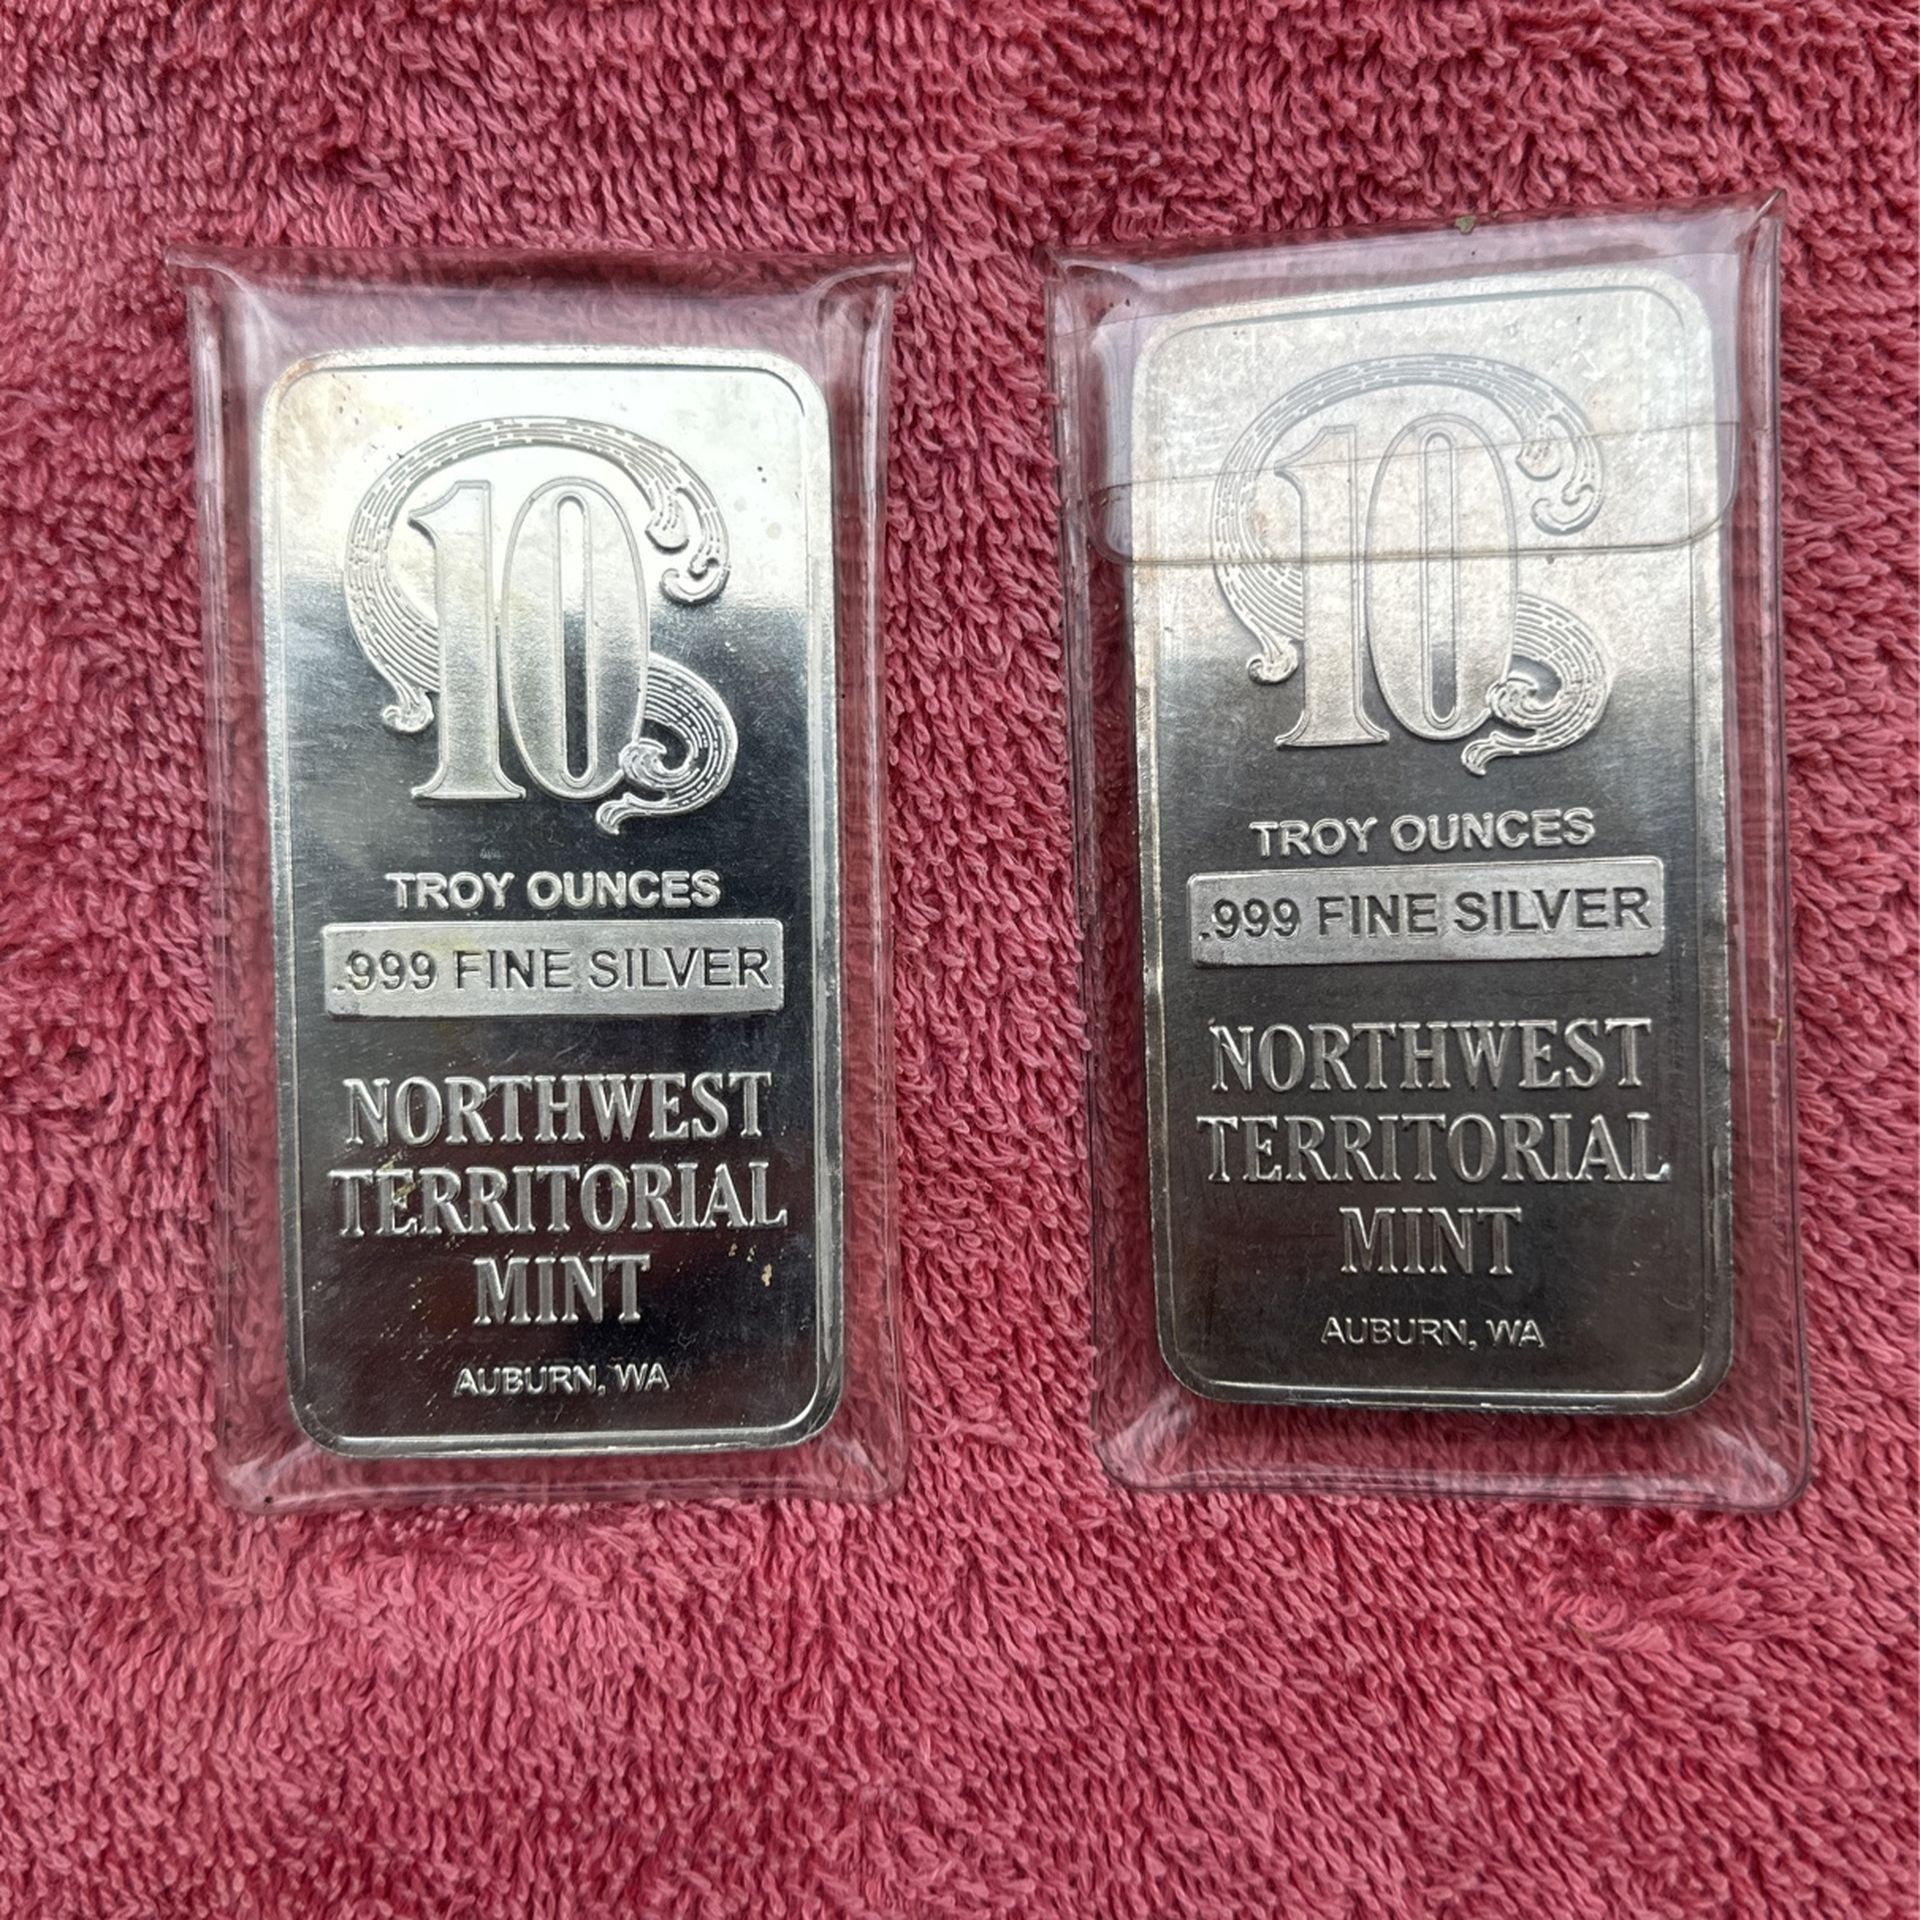 10
TROY OUNCES
.999 FINE SILVER
NORTHWEST
TERRITORIAL
MINT
AUBURN, WA
10
TROY OUNCES
.999 FINE SILVER
NORTHWEST
TERRITORIAL
MINT
AUBURN, WA